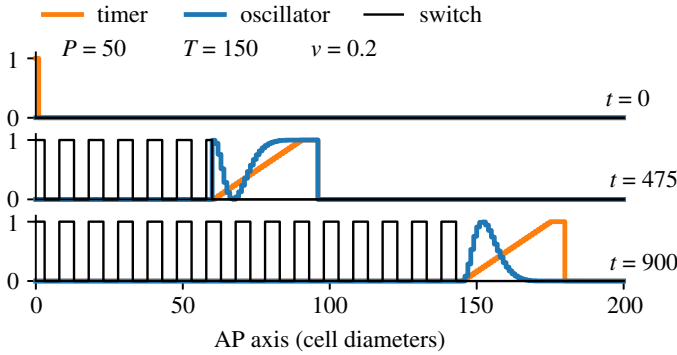 timer oscillator switch
P = 50 T = 150 v = 0.2
1
0
t = 0
1
0
t = 475
1
0
t = 900
0 50 100 150 200
AP axis (cell diameters)